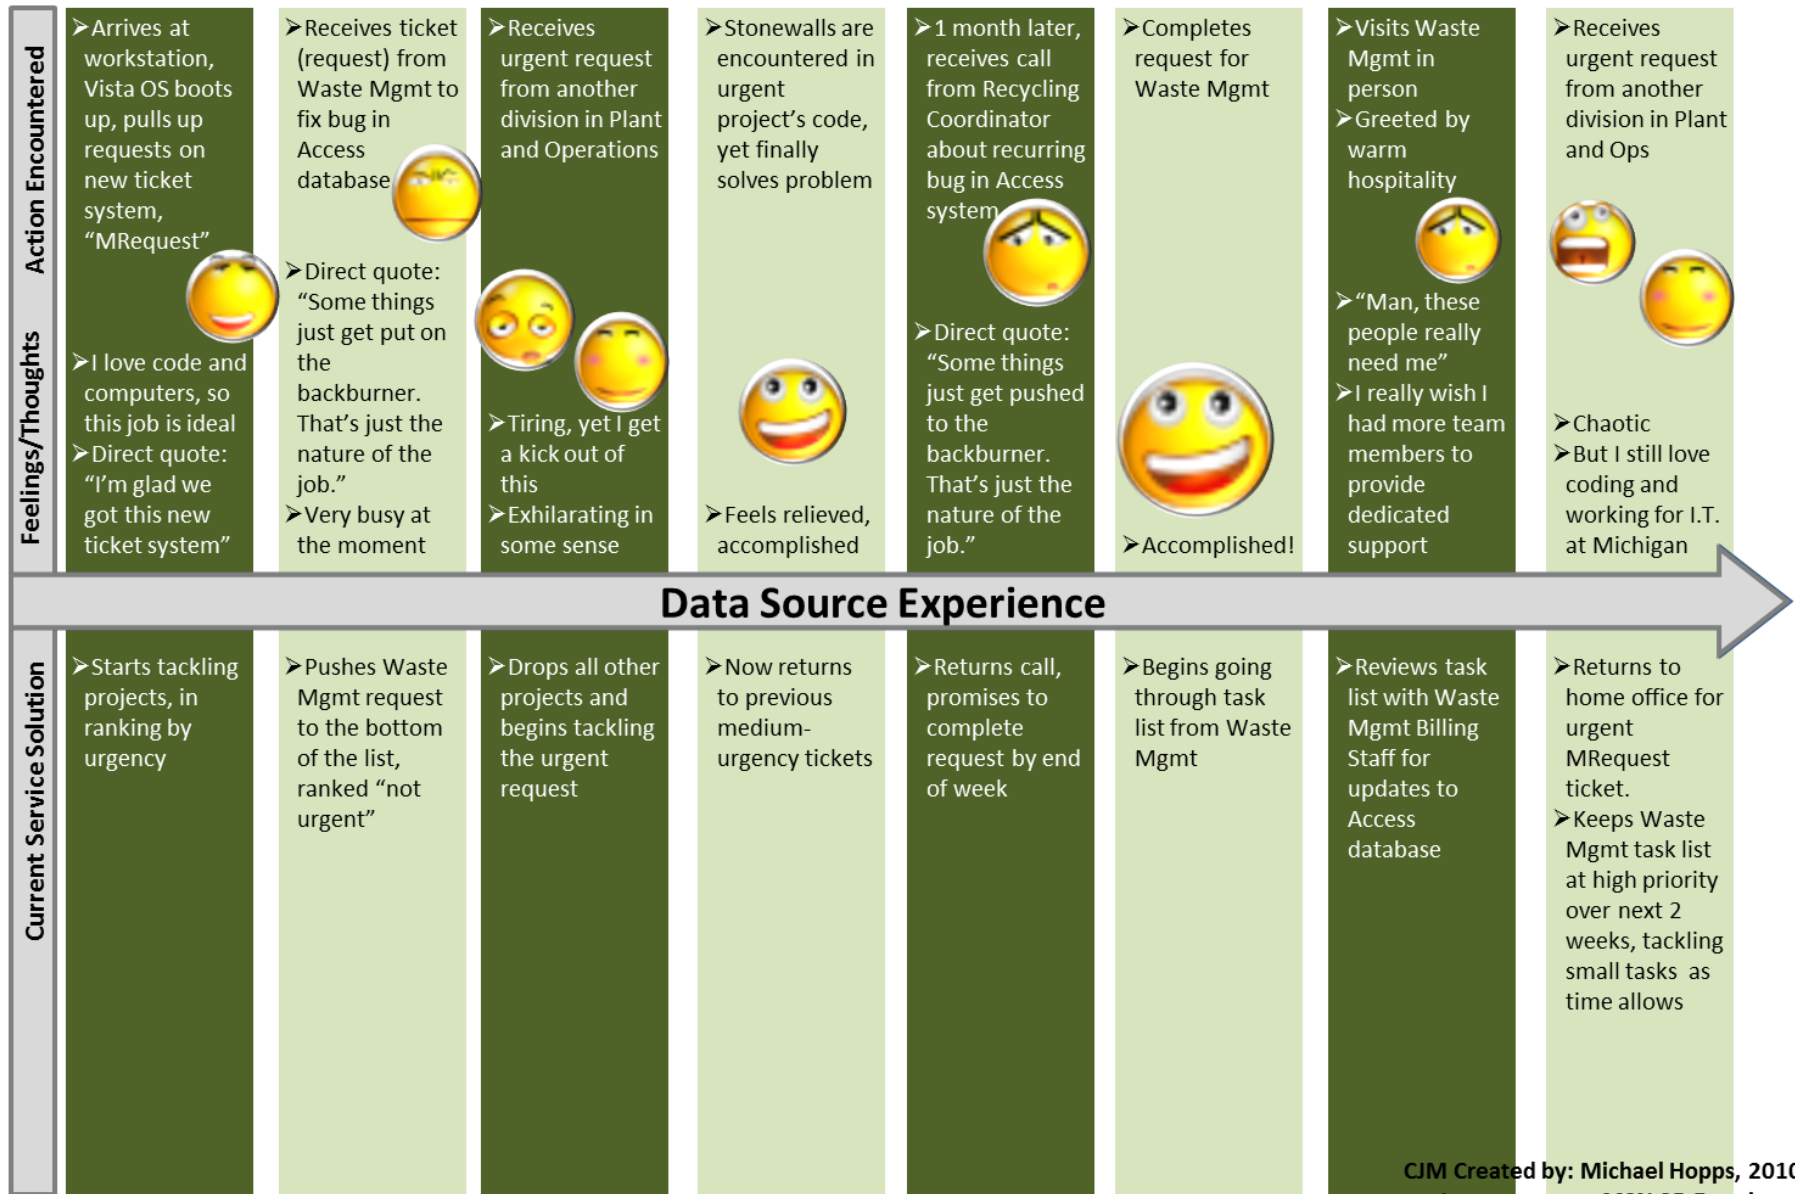 Action Encountered
Feelings/Thoughts
➢Arrives at
workstation,
Vista OS boots
up, pulls up
requests on
new ticket
system,
“MRequest”
➢I love code and
computers, so
this job is ideal
➢Direct quote:
“I’m glad we
got this new
ticket system”
➢Receives ticket
(request) from
Waste Mgmt to
fix bug in
Access
database
➢Direct quote:
“Some things
just get put on
the
backburner.
That’s just the
nature of the
job.”
➢Very busy at
the moment
➢Receives
urgent request
from another
division in Plant
and Operations
➢Tiring, yet I get
a kick out of
this
➢Exhilarating in
some sense
➢Stonewalls are
encountered in
urgent
project’s code,
yet finally
solves problem
➢Feels relieved,
accomplished
➢1 month later,
receives call
from Recycling
Coordinator
about recurring
bug in Access
system
➢Direct quote:
“Some things
just get pushed
to the
backburner.
That’s just the
nature of the
job.”
➢Completes
request for
Waste Mgmt
➢Accomplished!
➢Visits Waste
Mgmt in
person
➢Greeted by
warm
hospitality
➢“Man, these
people really
need me”
➢I really wish I
had more team
members to
provide
dedicated
support
➢Receives
urgent request
from another
division in Plant
and Ops
➢Chaotic
➢But I still love
coding and
working for I.T.
at Michigan
Data Source Experience
Current Service Solution
➢Starts tackling
projects, in
ranking by
urgency
➢Pushes Waste
Mgmt request
to the bottom
of the list,
ranked “not
urgent”
➢Drops all other
projects and
begins tackling
the urgent
request
➢Now returns
to previous
medium-
urgency tickets
➢Returns call,
promises to
complete
request by end
of week
➢Begins going
through task
list from Waste
Mgmt
➢Reviews task
list with Waste
Mgmt Billing
Staff for
updates to
Access
database
➢Returns to
home office for
urgent
MRequest
ticket.
➢Keeps Waste
Mgmt task list
at high priority
over next 2
weeks, tackling
small tasks as
time allows
CJM Created by: Michael Hopps, 2010